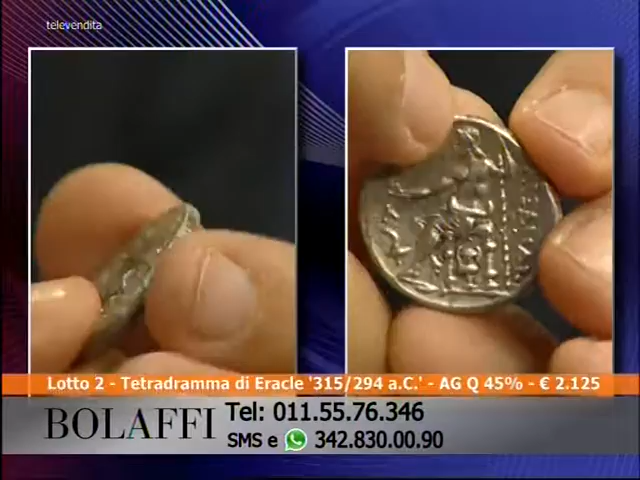 televendita
Lotto 2 - Tetradramma di Eracle '315/294 a.C.' - AG Q 45% - € 2.125
BOLAFFI
Tel: 011.55.76.346
SMS e 342.830.00.90